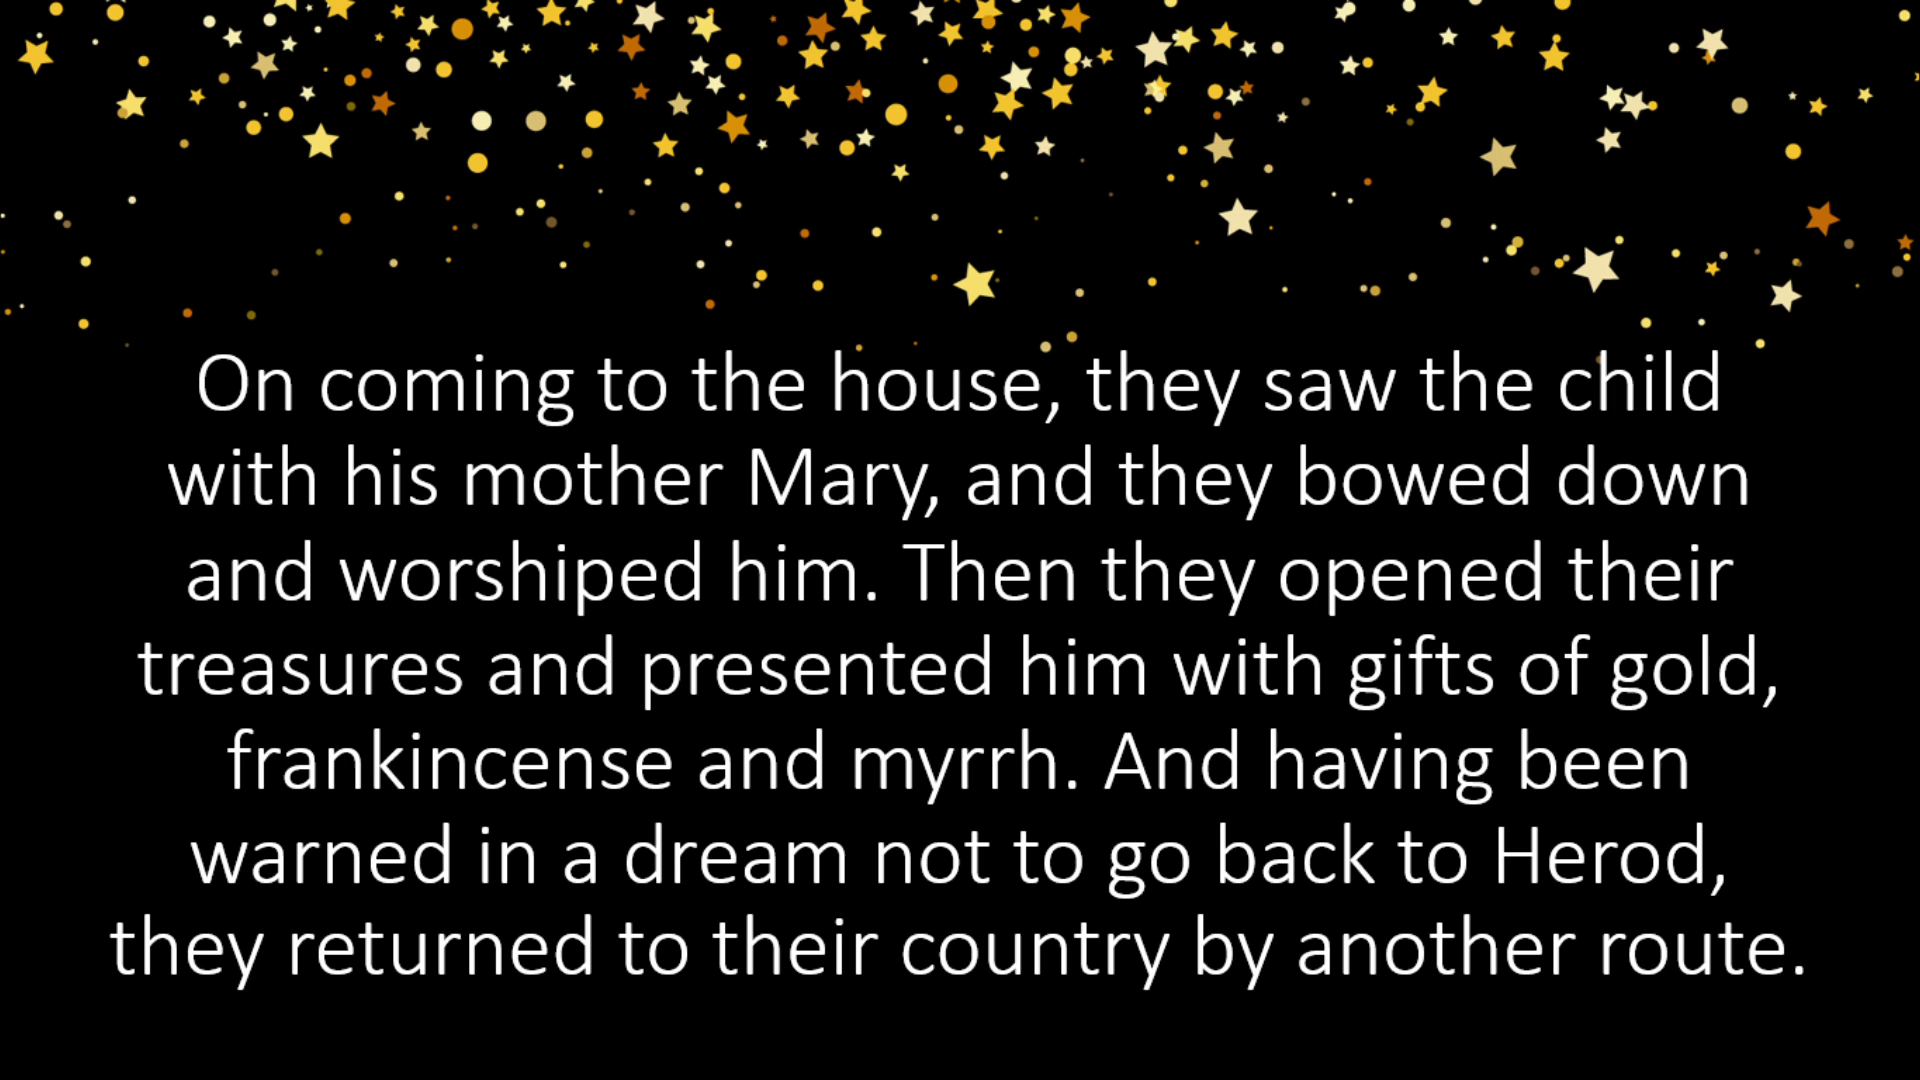 On coming to the house, they saw the child
with his mother Mary, and they bowed down
and worshiped him. Then they opened their
treasures and presented him with gifts of gold,
frankincense and myrrh. And having been
warned in a dream not to go back to Herod,
they returned to their country by another route.